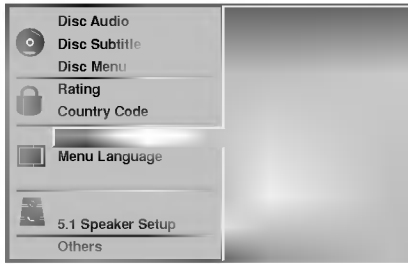 Disc Audio
Disc Subtitle
Disc Menu
Rating
Country Code
Menu Language
5.1 Speaker Setup
Others